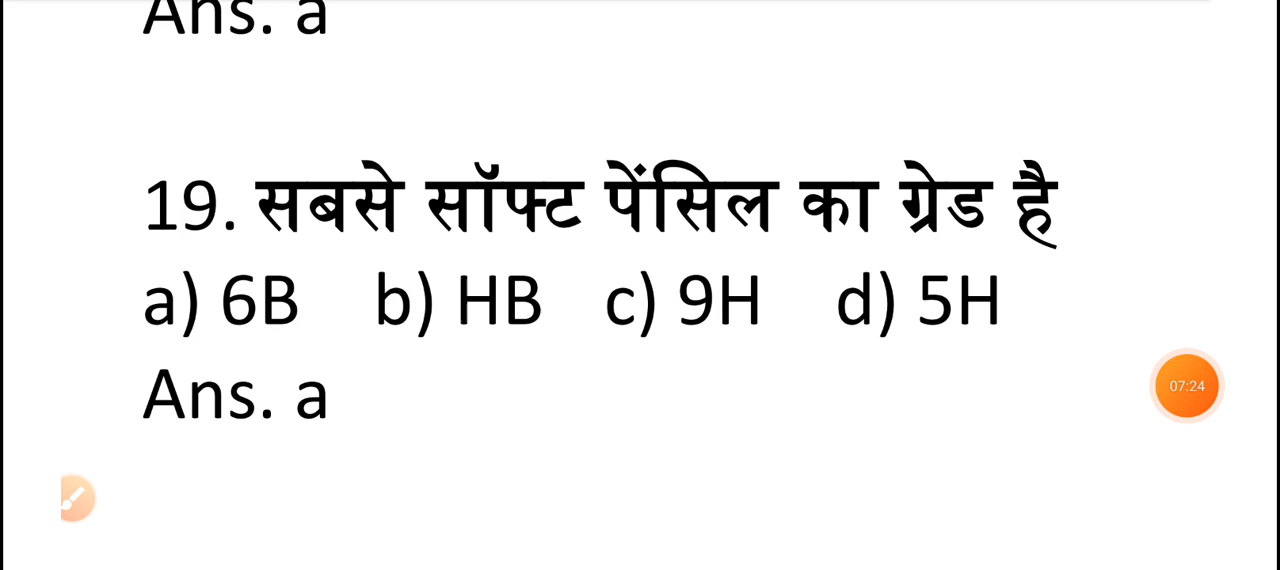 Ans. a
19. सबसे सॉफ्ट पेंसिल का ग्रेड है
a) 6B b) HB c) 9H d) 5H
Ans. a
07:24